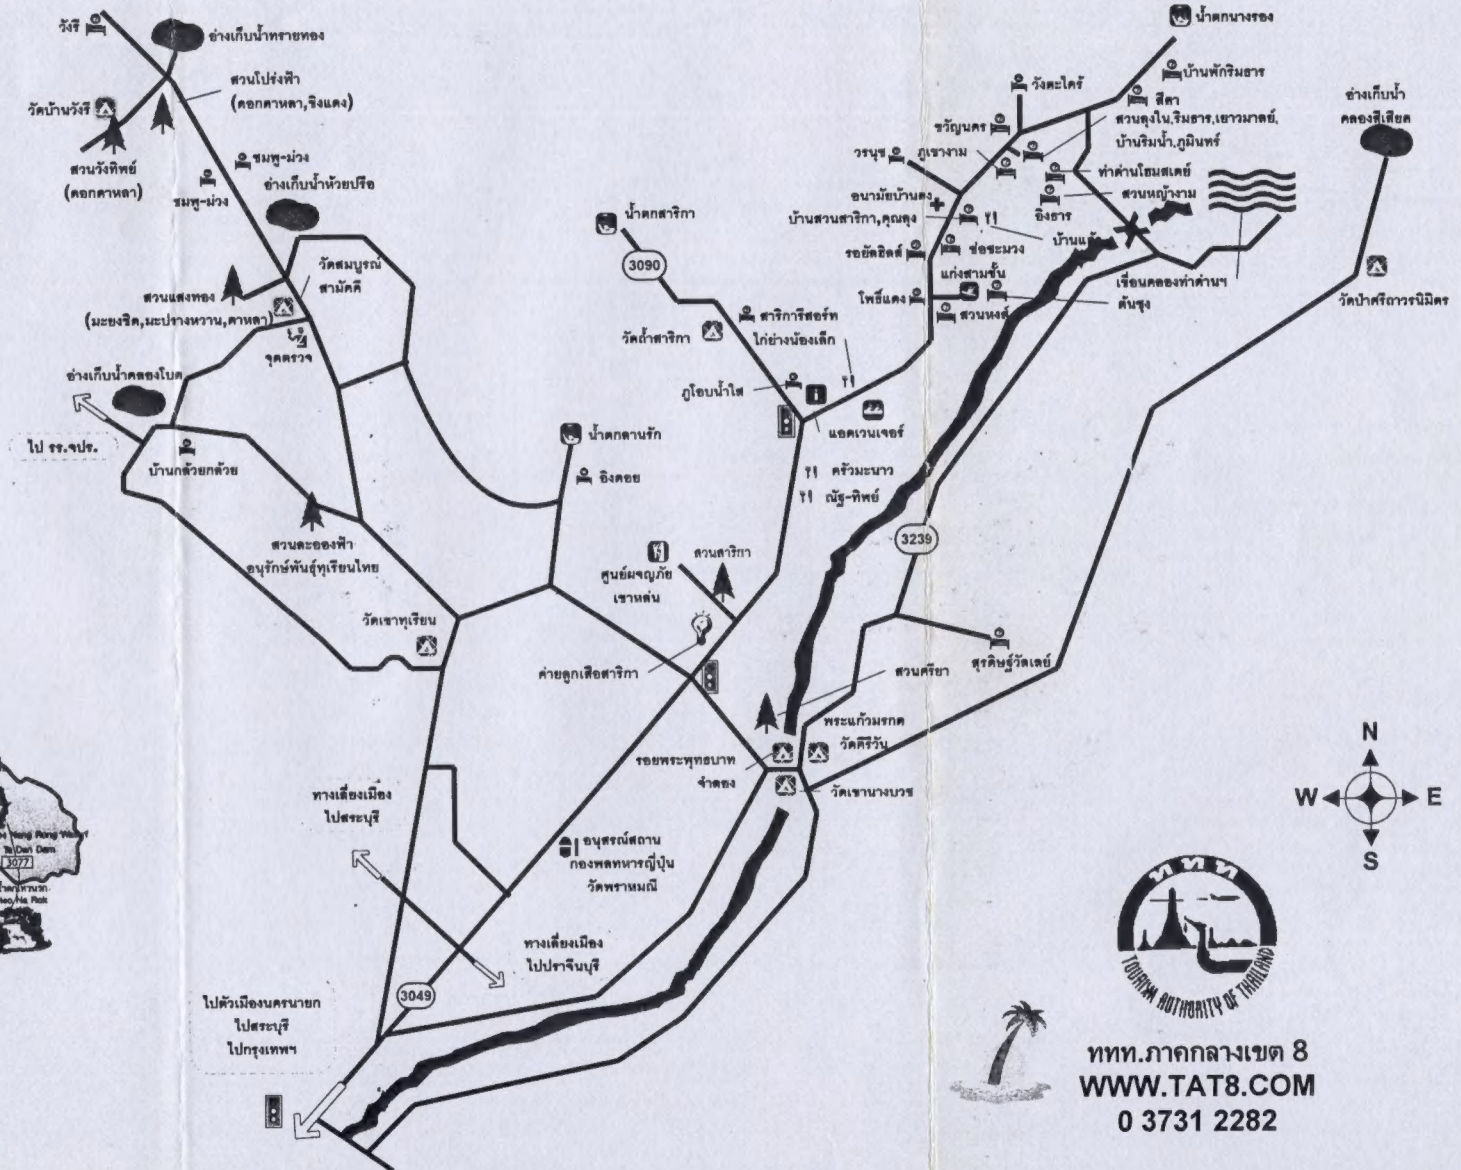 วังรี
อ่างเก็บน้ำทรายทอง
สวนโปร่งฟ้า
(ดอกดาหลา,ขิงแดง)
วัดบ้านวังรี
สวนวังทิพย์
(ดอกดาหลา)
ชมพู-ม่วง
ชมพู-ม่วง
อ่างเก็บน้ำห้วยปรือ
วัดสมบูรณ์
สามัคคี
สวนแสงทอง
(มะยงชิด,มะปรางหวาน,ดาหลา)
จุดตรวจ
อ่างเก็บน้ำคลองโบด
ไป รร.จปร.
บ้านกล้วยกล้วย
สวนละอองฟ้า
อนุรักษ์พันธุ์ทุเรียนไทย
วัดเขาทุเรียน
น้ำตกลานรัก
อิงดอย
น้ำตกสาริกา
3090
วัดถ้ำสาริกา
สาริการีสอร์ท
ไก่ย่างน้องเล็ก
ภูโอบน้ำใส
แอดเวนเจอร์
ครัวมะนาว
ณัฐ-ทิพย์
สวนสาริกา
ศูนย์ผจญภัย
เขาหล่น
ค่ายลูกเสือสาริกา
น้ำตกนางรอง
บ้านพักริมธาร
วังตะไคร้
สีดา
สวนลุงใน,ริมธาร,เยาวมาลย์,
บ้านริมน้ำ,ภูมินทร์
ขวัญนคร
ภูเขางาม
วรนุช
ท่าด่านโฮมสเตย์
สวนหญ้างาม
อิงธาร
อนามัยบ้านดง
บ้านสวนสาริกา,คุณลุง
รอยัลฮิลล์
ช่อชะมวง
แก่งสามชั้น
โพธิ์แดง
สวนหงส์
ต้นซุง
เขื่อนคลองท่าด่านฯ
อ่างเก็บน้ำ
คลองสีเสียด
วัดป่าศรีถาวรนิมิตร
3239
สุรดิษฐ์วัลเลย์
สวนศรียา
พระแก้วมรกต
วัดคีรีวัน
รอยพระพุทธบาท
จำลอง
วัดเขานางบวช
ทางเลี่ยงเมือง
ไปสระบุรี
อนุสรณ์สถาน
กองพลทหารญี่ปุ่น
วัดพราหมณี
ทางเลี่ยงเมือง
ไปปราจีนบุรี
3049
ไปตัวเมืองนครนายก
ไปสระบุรี
ไปกรุงเทพฯ
Nang Rong
Ta Dan Dam
3077
N
W
E
S
ททท
TOURISM AUTHORITY OF THAILAND
ททท.ภาคกลางเขต 8
WWW.TAT8.COM
0 3731 2282